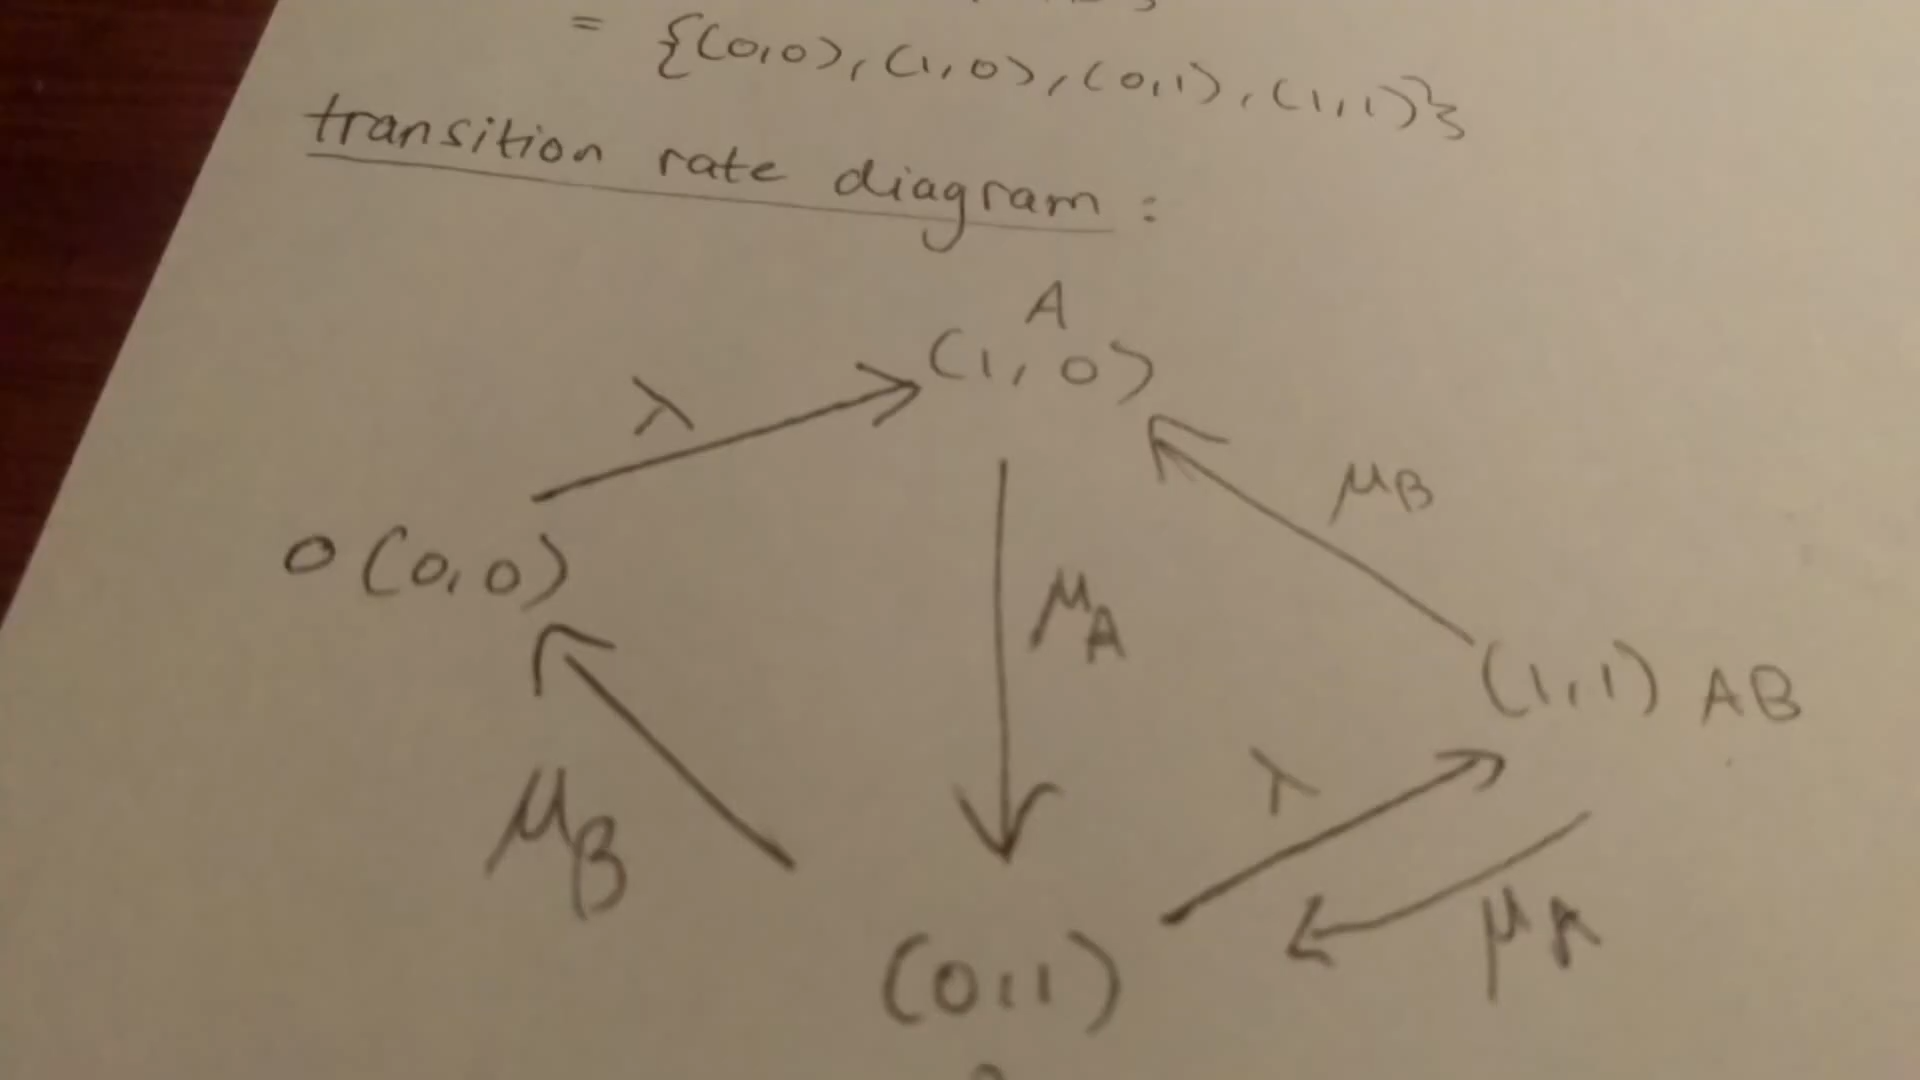 = {(0,0), (1,0), (0,1), (1,1)}
transition rate diagram :
A
(1,0)
λ
μB
0 (0,0)
μA
(1,1) AB
λ
μB
μA
(0,1)